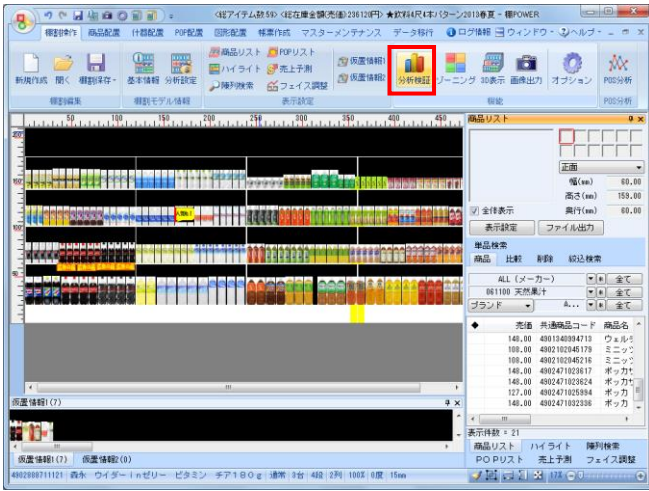 <総アイテム数59> <総在庫金額(売価)236120円> ★飲料4尺4本パターン2013春夏 - 棚POWER
棚割操作 商品配置 什器配置 POP配置 図形配置 帳票作成 マスターメンテナンス データ移行 ログ情報 ウィンドウ ヘルプ
商品リスト POPリスト
ハイライト 売上予測
陳列検索 フェイス調整
仮置情報1
仮置情報2
新規作成 開く 棚割保存 基本情報 分析設定 分析検証 ゾーニング 3D表示 画像出力 オプション POS分析
棚割編集 棚割モデル情報 表示設定 機能 POS分析
50 100 150 200 250 300 350 400 450
商品リスト
正面
幅(mm) 60.00
高さ(mm) 159.00
全体表示 奥行(mm) 60.00
表示設定 ファイル出力
単品検索
商品 比較 削除 絞込検索
ALL (メーカー) 全て
061100 天然果汁 全て
ブランド A... 全て
売価 共通商品コード 商品名
148.00 4901340994713 ウェルチ
108.00 4902102045179 ミニッツ
108.00 4902102045216 ミニッツ
148.00 4902471023617 ポッカサ
148.00 4902471023624 ポッカサ
127.00 4902471025994 ポッカ
148.00 4902471032336 ポッカ
表示件数 = 21
商品リスト ハイライト 陳列検索
POPリスト 売上予測 フェイス調整
仮置情報1(7)
仮置情報1(7) 仮置情報2(0)
4902888711121 森永 ウイダーinゼリー ビタミン チア180g 通常 3台 4段 2列 100% 0度 15mm
17%